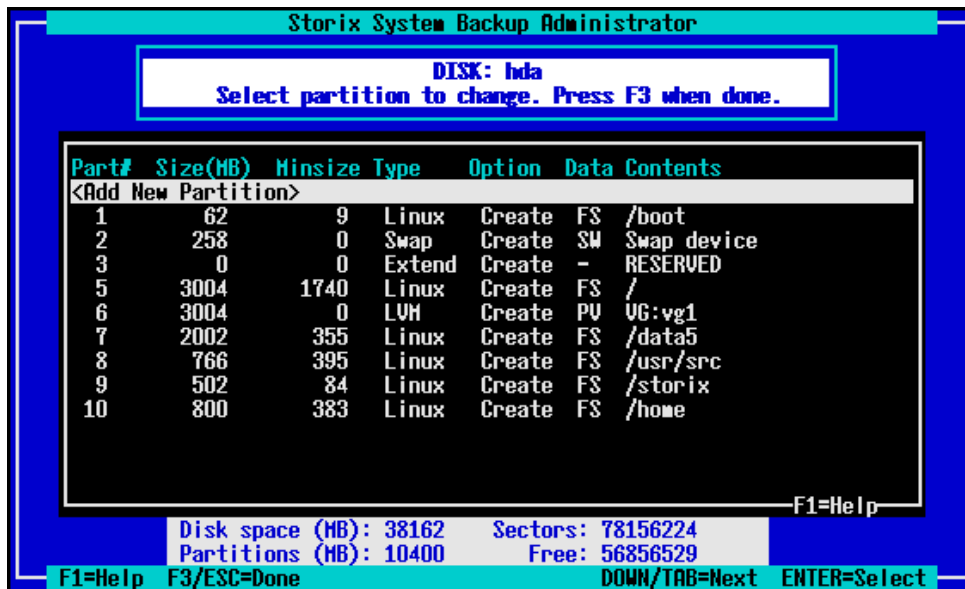 Storix System Backup Administrator
DISK: hda
Select partition to change. Press F3 when done.
Part# Size(MB) Minsize Type Option Data Contents
<Add New Partition>
1 62 9 Linux Create FS /boot
2 258 0 Swap Create SW Swap device
3 0 0 Extend Create - RESERVED
5 3004 1740 Linux Create FS /
6 3004 0 LVM Create PV VG:vg1
7 2002 355 Linux Create FS /data5
8 766 395 Linux Create FS /usr/src
9 502 84 Linux Create FS /storix
10 800 383 Linux Create FS /home
F1=Help
Disk space (MB): 38162 Sectors: 78156224
Partitions (MB): 10400 Free: 56856529
F1=Help F3/ESC=Done DOWN/TAB=Next ENTER=Select